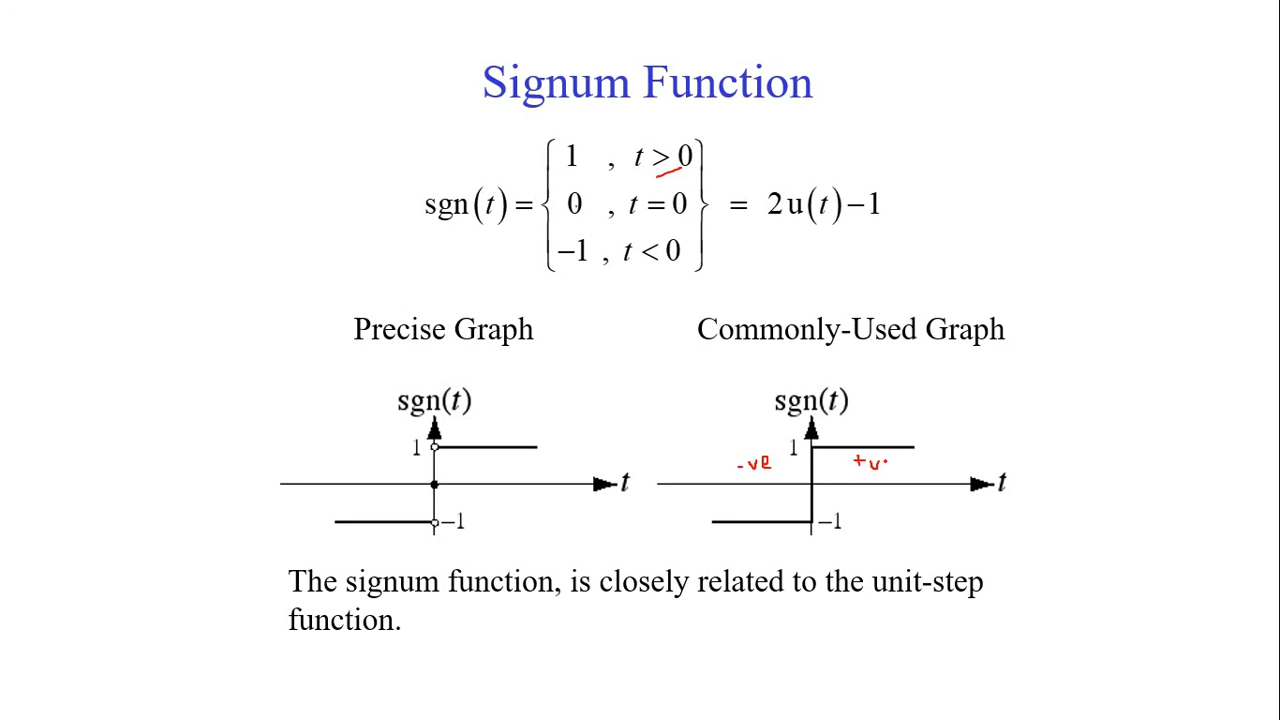 Signum Function
1 , t > 0
sgn(t) = { 0 , t = 0 } = 2u(t)−1
−1 , t < 0
Precise Graph Commonly-Used Graph
sgn(t) sgn(t)
1 1
-ve +v
t t
−1 −1
The signum function, is closely related to the unit-step
function.